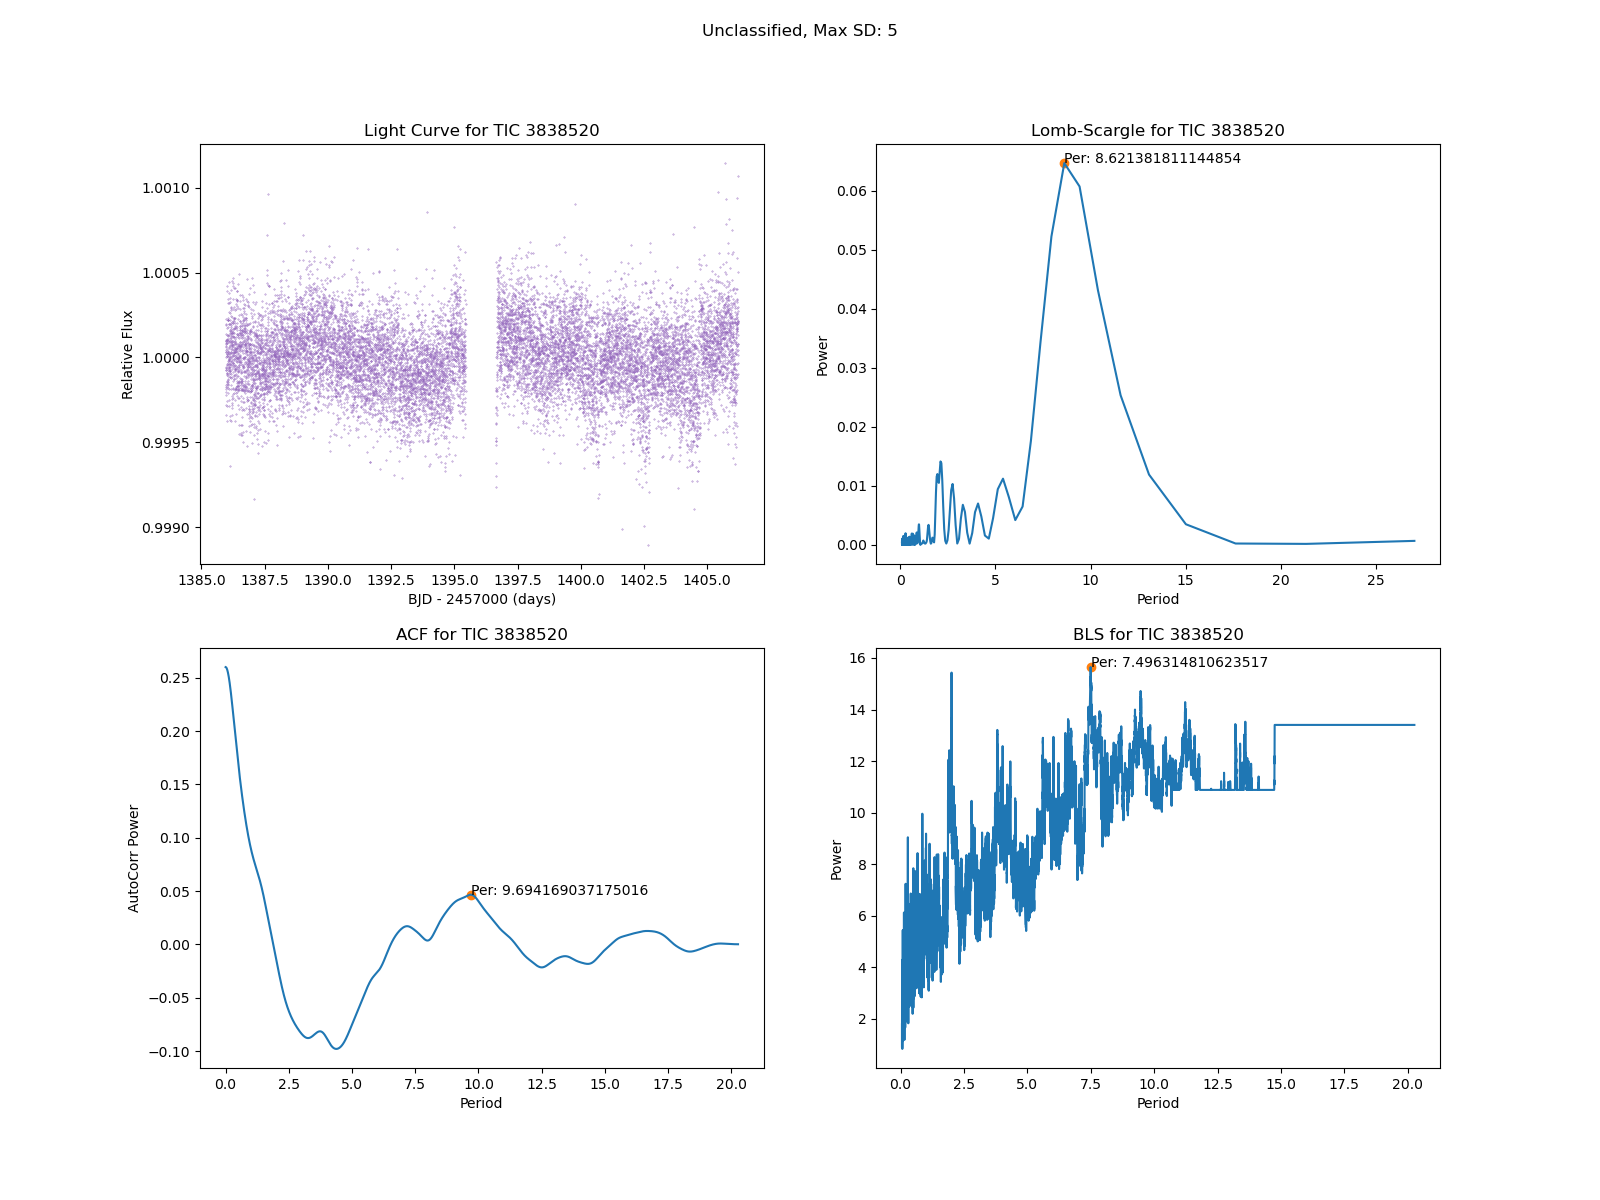 Unclassified, Max SD: 5
Light Curve for TIC 3838520
1.0010
1.0005
1.0000
0.9995
0.9990
Relative Flux
1385.0 1387.5 1390.0 1392.5 1395.0 1397.5 1400.0 1402.5 1405.0
BJD - 2457000 (days)
Lomb-Scargle for TIC 3838520
Per: 8.621381811144854
0.06
0.05
0.04
0.03
0.02
0.01
0.00
Power
0 5 10 15 20 25
Period
ACF for TIC 3838520
0.25
0.20
0.15
0.10
0.05
0.00
−0.05
−0.10
AutoCorr Power
Per: 9.694169037175016
0.0 2.5 5.0 7.5 10.0 12.5 15.0 17.5 20.0
Period
BLS for TIC 3838520
Per: 7.496314810623517
16
14
12
10
8
6
4
2
Power
0.0 2.5 5.0 7.5 10.0 12.5 15.0 17.5 20.0
Period